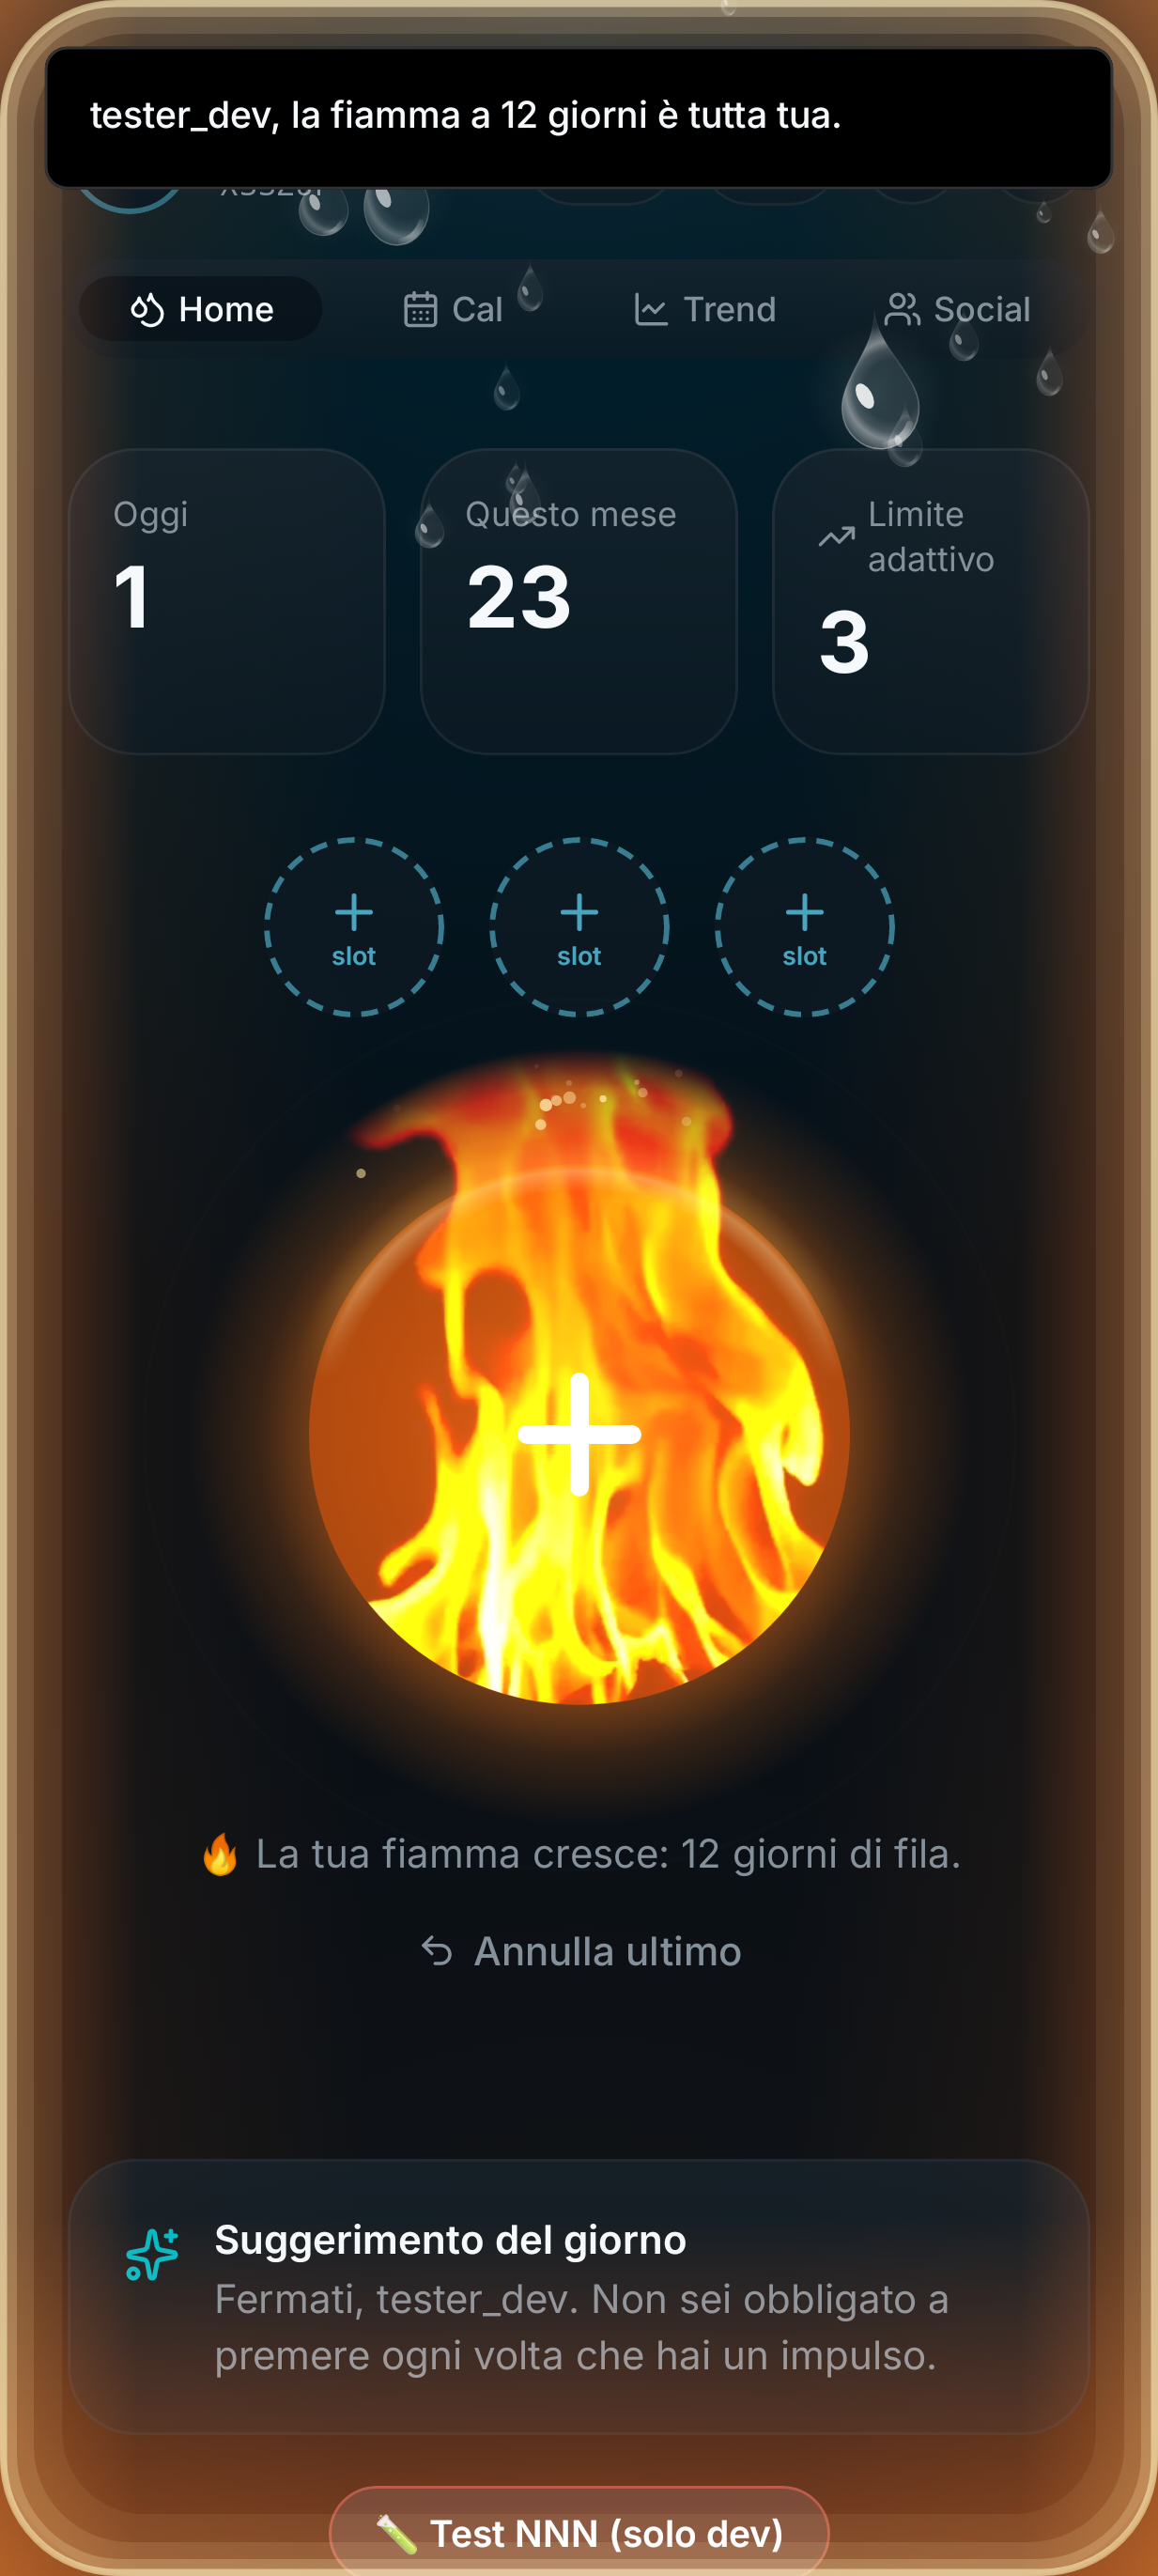 tester_dev, la fiamma a 12 giorni è tutta tua.
Home
Cal
Trend
Social
Oggi
1
Questo mese
23
Limite
adattivo
3
slot
slot
slot
🔥 La tua fiamma cresce: 12 giorni di fila.
Annulla ultimo
Suggerimento del giorno
Fermati, tester_dev. Non sei obbligato a
premere ogni volta che hai un impulso.
Test NNN (solo dev)